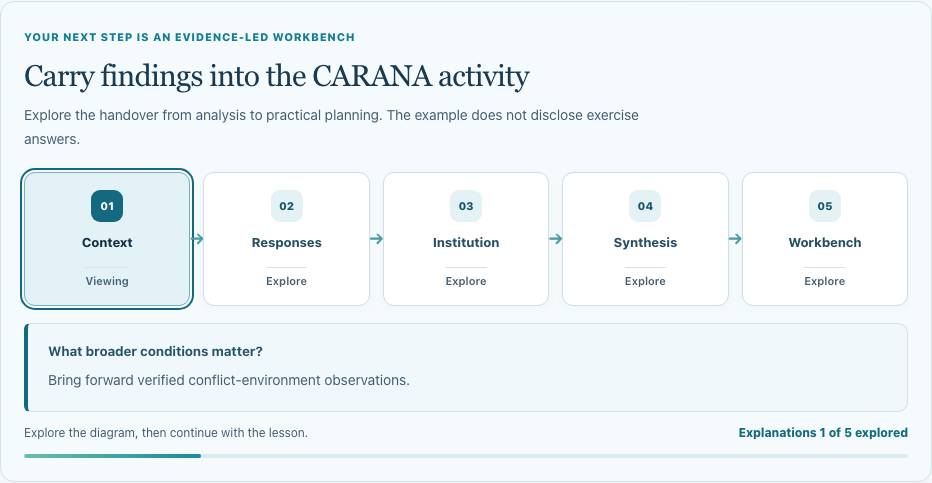 YOUR NEXT STEP IS AN EVIDENCE-LED WORKBENCH
Carry findings into the CARANA activity
Explore the handover from analysis to practical planning. The example does not disclose exercise
answers.
01
Context
Viewing
02
Responses
Explore
03
Institution
Explore
04
Synthesis
Explore
05
Workbench
Explore
What broader conditions matter?
Bring forward verified conflict-environment observations.
Explore the diagram, then continue with the lesson.
Explanations 1 of 5 explored